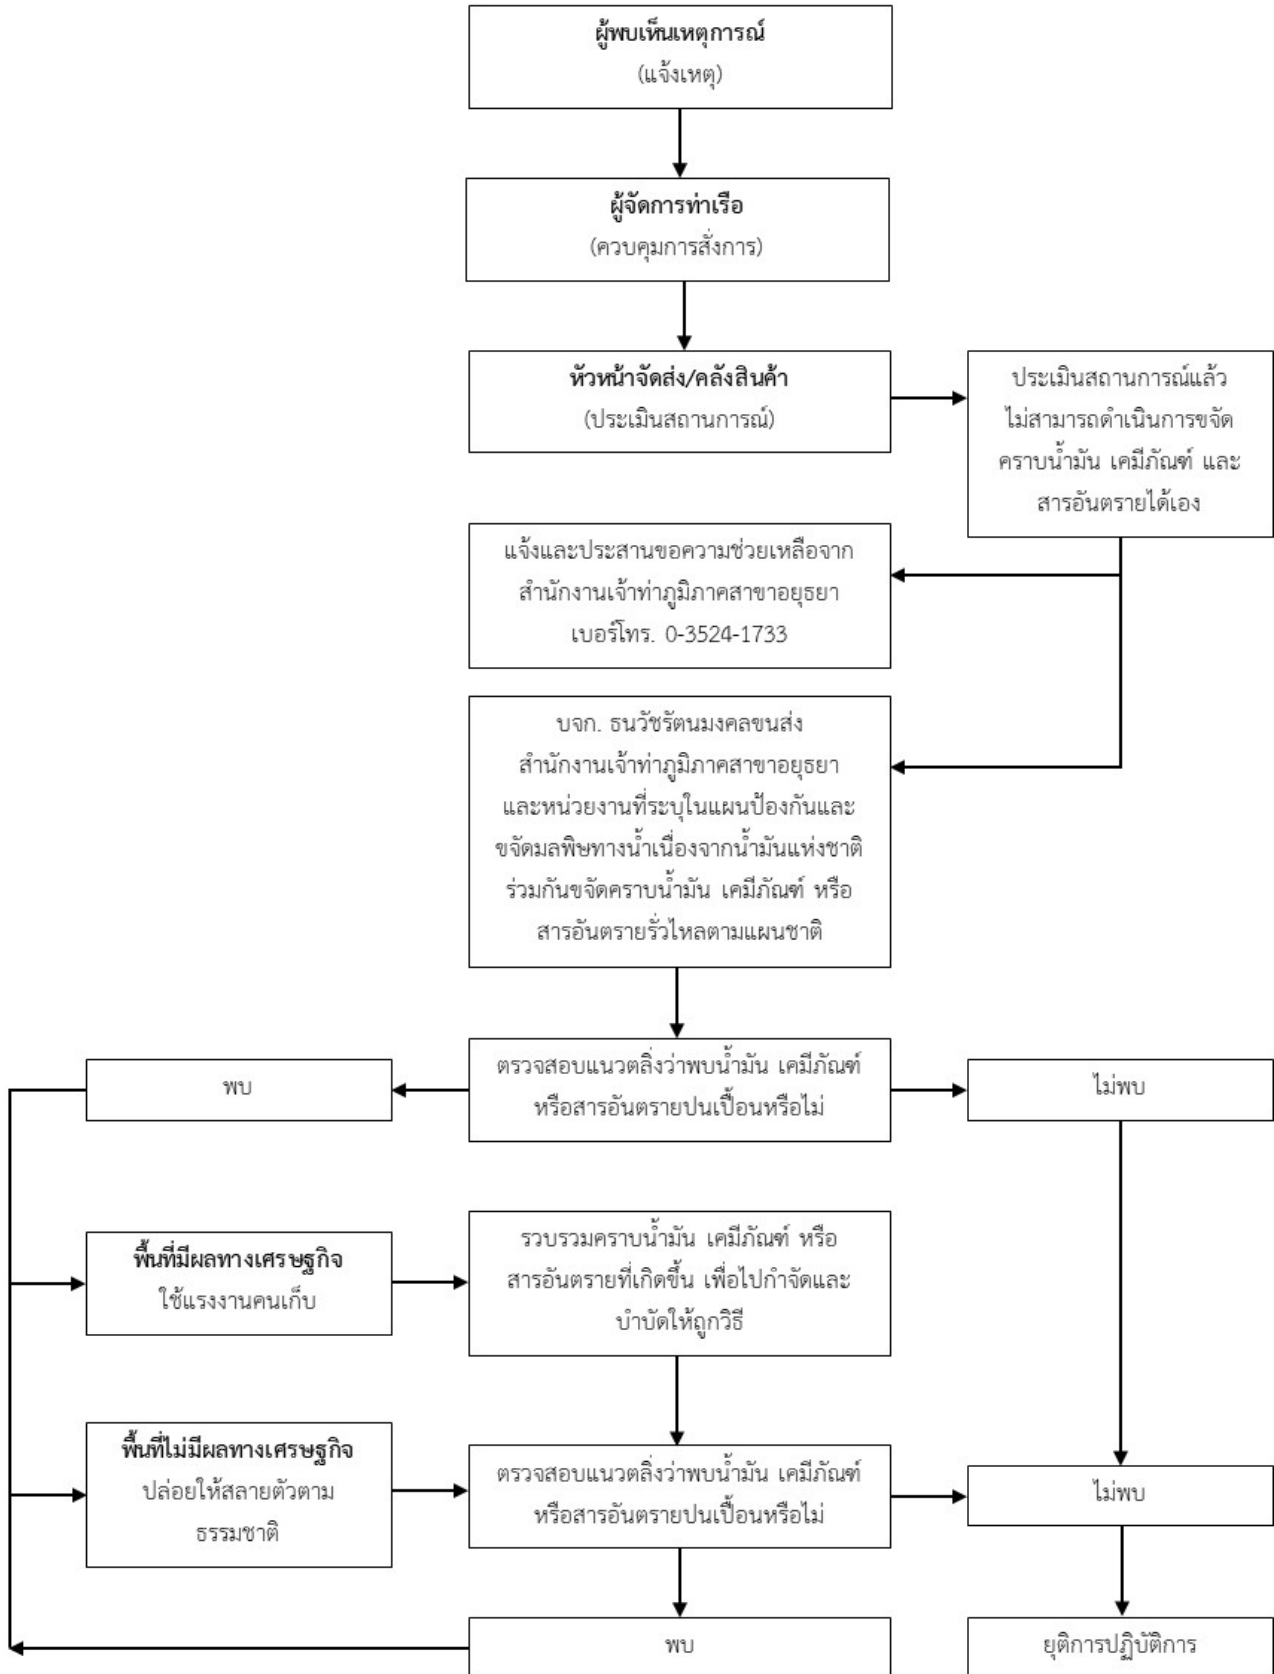 ผู้พบเห็นเหตุการณ์
(แจ้งเหตุ)
ผู้จัดการท่าเรือ
(ควบคุมการสั่งการ)
หัวหน้าจัดส่ง/คลังสินค้า
(ประเมินสถานการณ์)
ประเมินสถานการณ์แล้ว
ไม่สามารถดำเนินการขจัด
คราบน้ำมัน เคมีภัณฑ์ และ
สารอันตรายได้เอง
แจ้งและประสานขอความช่วยเหลือจาก
สำนักงานเจ้าท่าภูมิภาคสาขาอยุธยา
เบอร์โทร. 0-3524-1733
บจก. ธนวัชรัตนมงคลขนส่ง
สำนักงานเจ้าท่าภูมิภาคสาขาอยุธยา
และหน่วยงานที่ระบุในแผนป้องกันและ
ขจัดมลพิษทางน้ำเนื่องจากน้ำมันแห่งชาติ
ร่วมกันขจัดคราบน้ำมัน เคมีภัณฑ์ หรือ
สารอันตรายรั่วไหลตามแผนชาติ
พบ
ตรวจสอบแนวตลิ่งว่าพบน้ำมัน เคมีภัณฑ์
หรือสารอันตรายปนเปื้อนหรือไม่
ไม่พบ
พื้นที่มีผลทางเศรษฐกิจ
ใช้แรงงานคนเก็บ
รวบรวมคราบน้ำมัน เคมีภัณฑ์ หรือ
สารอันตรายที่เกิดขึ้น เพื่อไปกำจัดและ
บำบัดให้ถูกวิธี
พื้นที่ไม่มีผลทางเศรษฐกิจ
ปล่อยให้สลายตัวตาม
ธรรมชาติ
ตรวจสอบแนวตลิ่งว่าพบน้ำมัน เคมีภัณฑ์
หรือสารอันตรายปนเปื้อนหรือไม่
ไม่พบ
พบ
ยุติการปฏิบัติการ